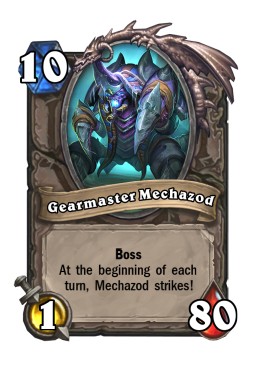 10
Gearmaster Mechazod
Boss
At the beginning of each
turn, Mechazod strikes!
1
80